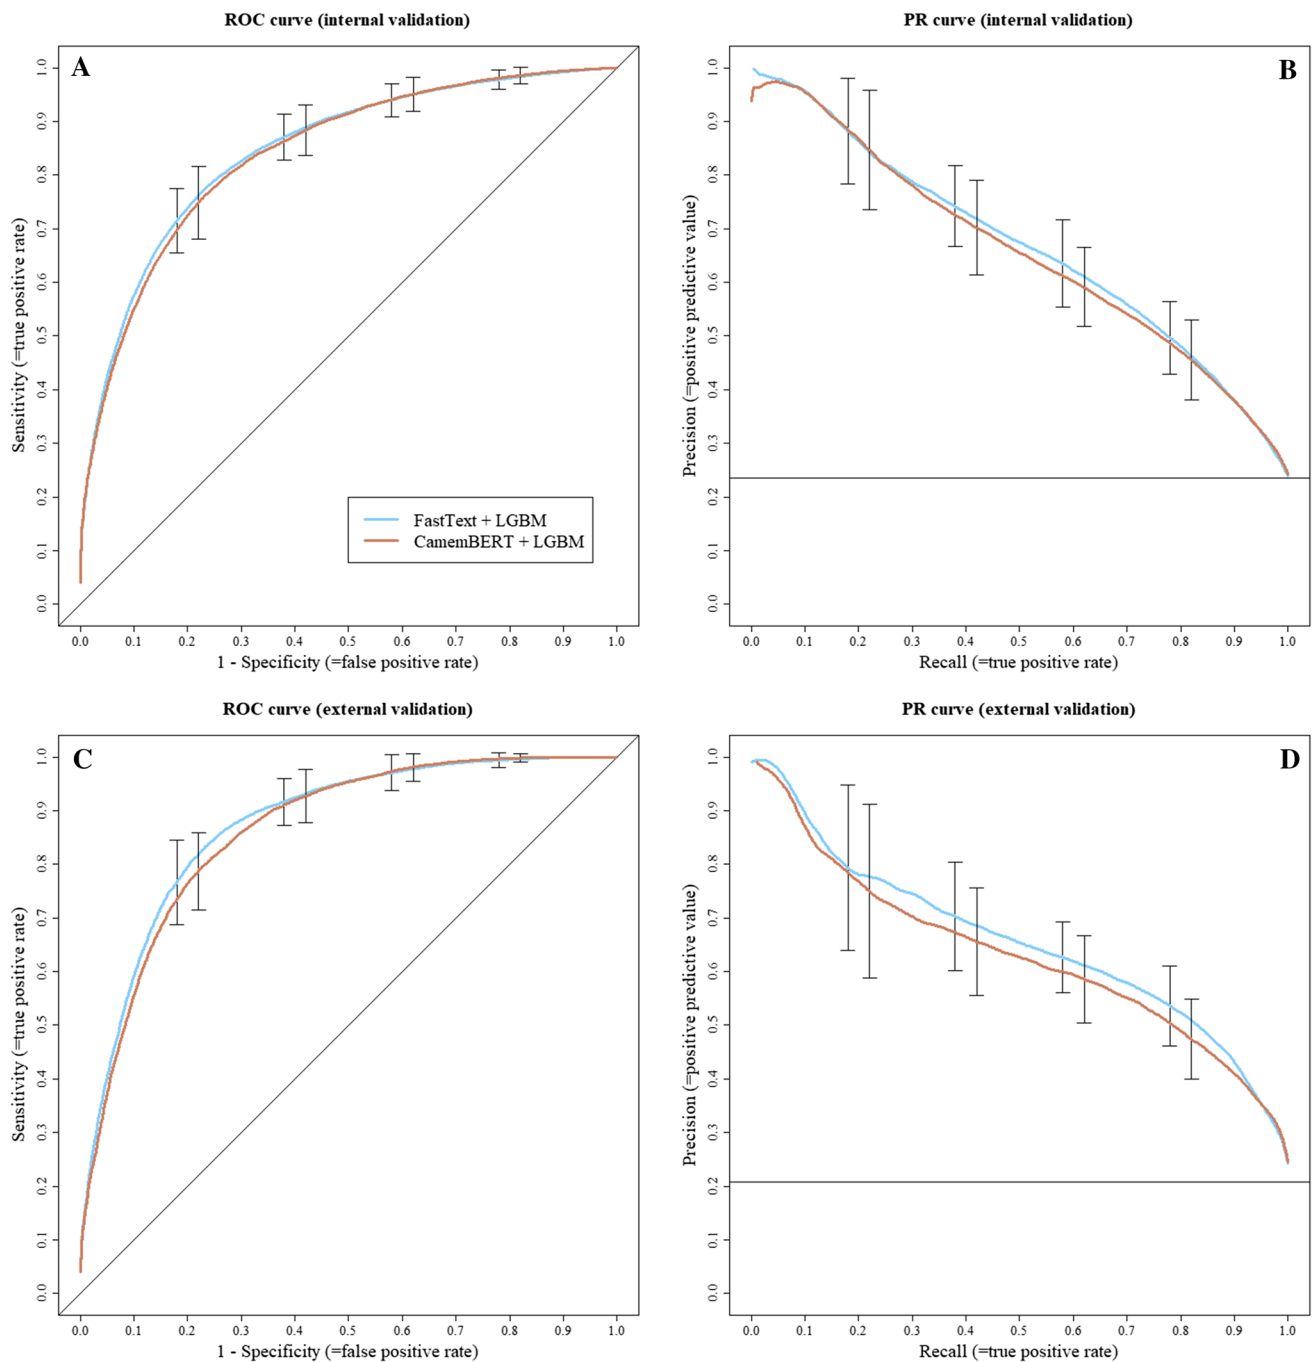 ROC curve (internal validation)
A
Sensitivity (=true positive rate)
1.0
0.9
0.8
0.7
0.6
0.5
0.4
0.3
0.2
0.1
0.0
FastText + LGBM
CamemBERT + LGBM
0.0 0.1 0.2 0.3 0.4 0.5 0.6 0.7 0.8 0.9 1.0
1 - Specificity (=false positive rate)
PR curve (internal validation)
B
Precision (=positive predictive value)
1.0
0.9
0.8
0.7
0.6
0.5
0.4
0.3
0.2
0.1
0.0
0.0 0.1 0.2 0.3 0.4 0.5 0.6 0.7 0.8 0.9 1.0
Recall (=true positive rate)
ROC curve (external validation)
C
Sensitivity (=true positive rate)
1.0
0.9
0.8
0.7
0.6
0.5
0.4
0.3
0.2
0.1
0.0
0.0 0.1 0.2 0.3 0.4 0.5 0.6 0.7 0.8 0.9 1.0
1 - Specificity (=false positive rate)
PR curve (external validation)
D
Precision (=positive predictive value)
1.0
0.9
0.8
0.7
0.6
0.5
0.4
0.3
0.2
0.1
0.0
0.0 0.1 0.2 0.3 0.4 0.5 0.6 0.7 0.8 0.9 1.0
Recall (=true positive rate)